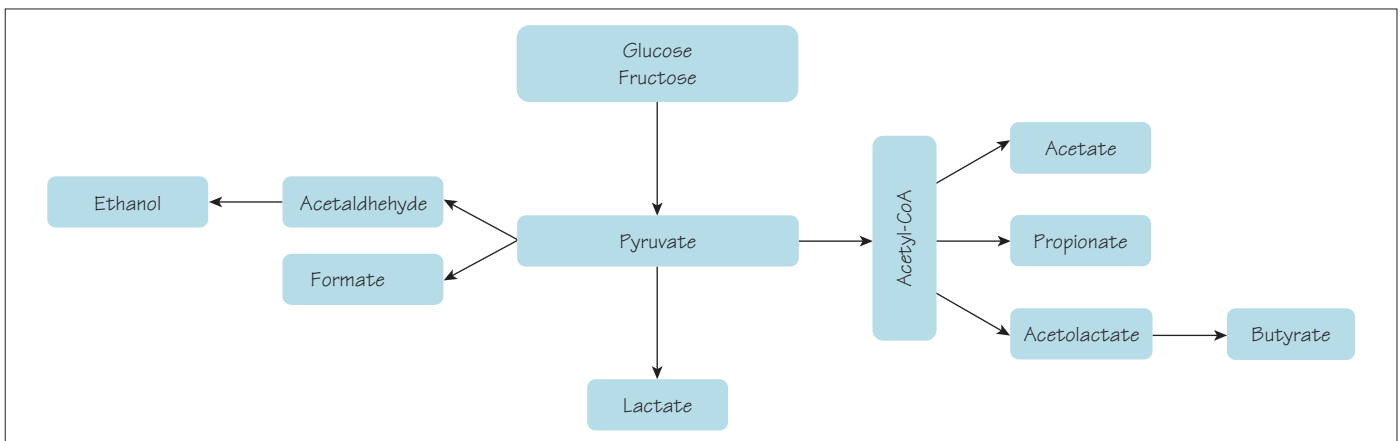 Glucose
Fructose
Acetate
Ethanol
Acetaldhehyde
Acetyl-CoA
Pyruvate
Propionate
Formate
Acetolactate
Butyrate
Lactate